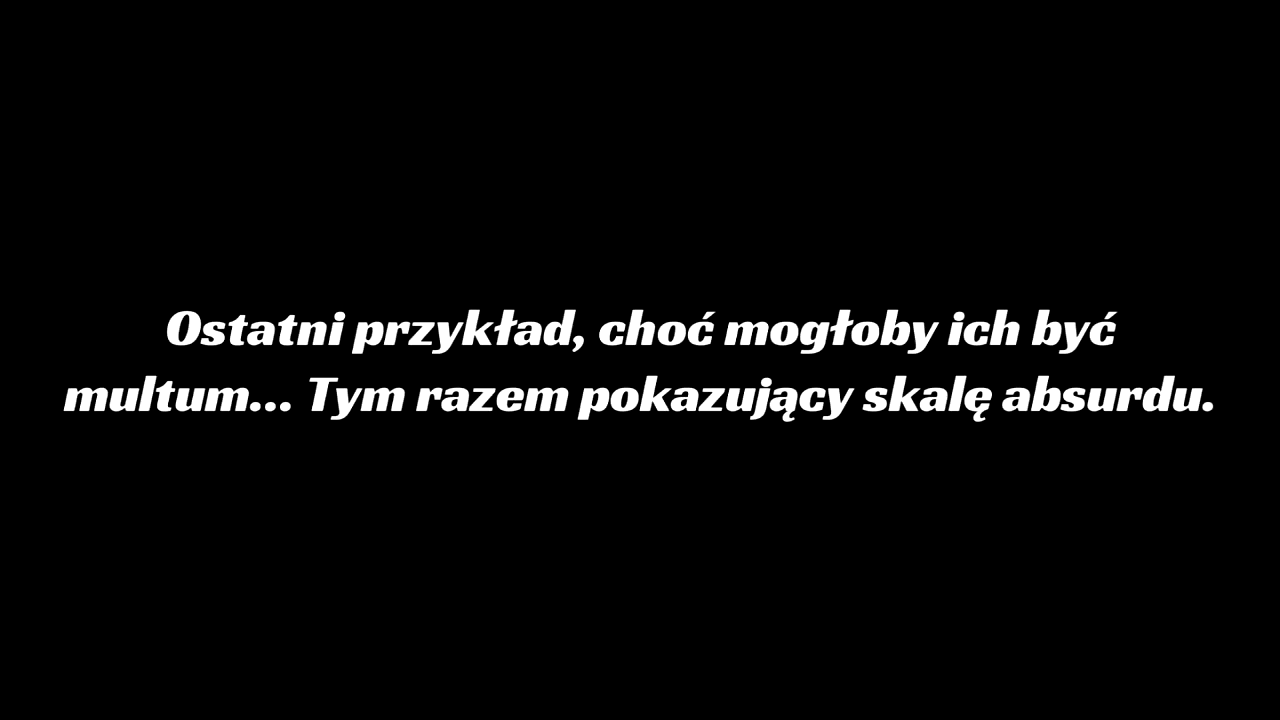 Ostatni przykład, choć mogłoby ich być
multum... Tym razem pokazujący skalę absurdu.